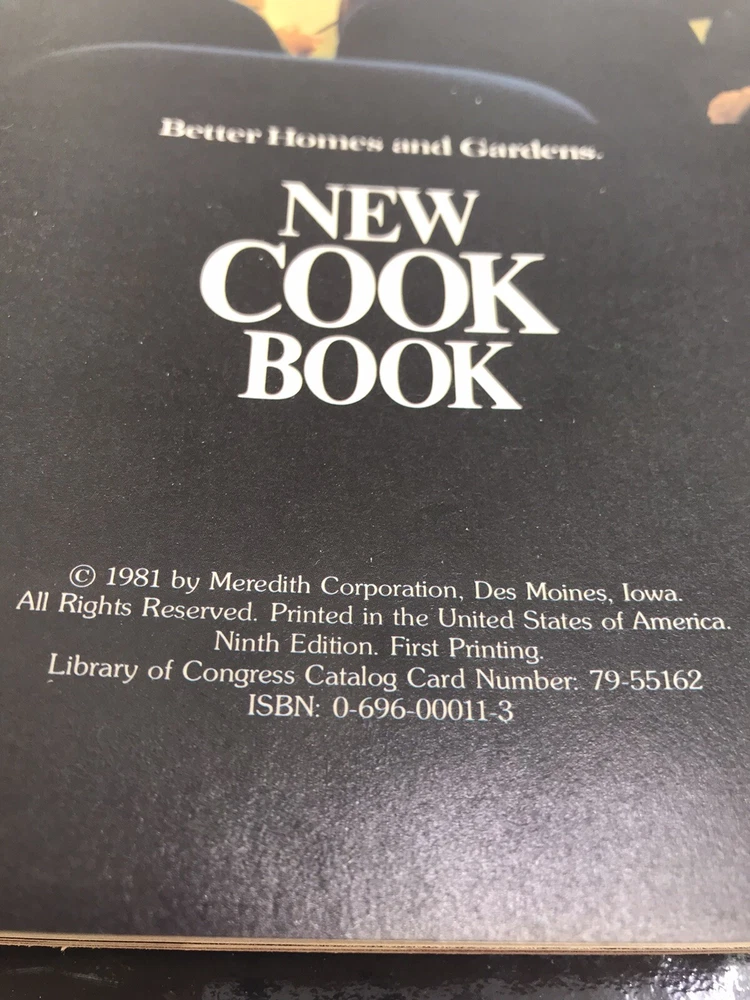 Better Homes and Gardens.
NEW
COOK
BOOK
© 1981 by Meredith Corporation, Des Moines, Iowa.
All Rights Reserved. Printed in the United States of America.
Ninth Edition. First Printing.
Library of Congress Catalog Card Number: 79-55162
ISBN: 0-696-00011-3